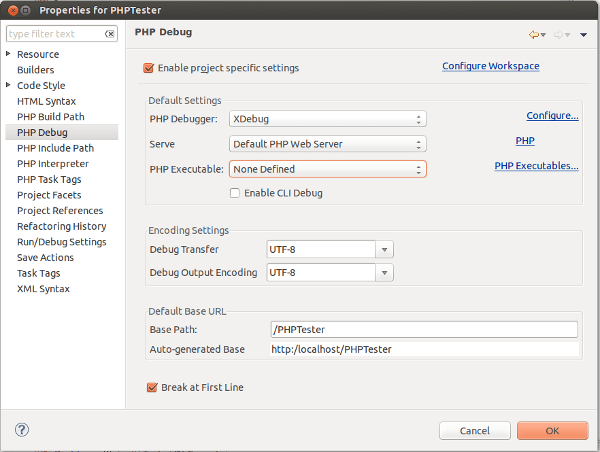 Properties for PHPTester
type filter text
Resource
Builders
Code Style
HTML Syntax
PHP Build Path
PHP Debug
PHP Include Path
PHP Interpreter
PHP Task Tags
Project Facets
Project References
Refactoring History
Run/Debug Settings
Save Actions
Task Tags
XML Syntax
PHP Debug
Enable project specific settings
Configure Workspace
Default Settings
PHP Debugger: XDebug Configure...
Serve Default PHP Web Server PHP
PHP Executable: None Defined PHP Executables...
Enable CLI Debug
Encoding Settings
Debug Transfer UTF-8
Debug Output Encoding UTF-8
Default Base URL
Base Path: /PHPTester
Auto-generated Base http:/localhost/PHPTester
Break at First Line
Cancel OK